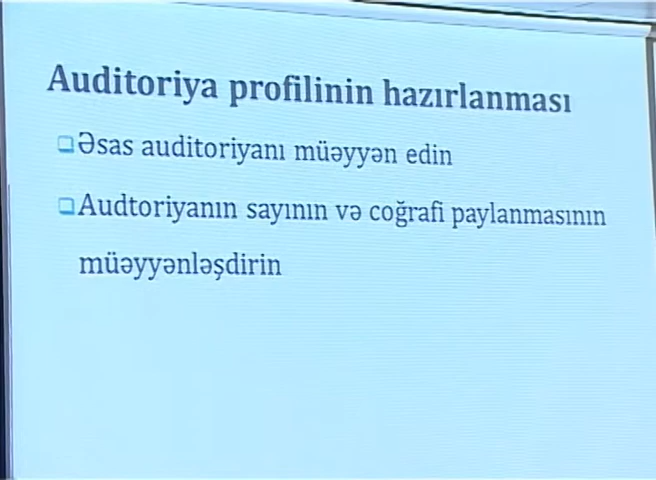 Auditoriya profilinin hazırlanması
Əsas auditoriyanı müəyyən edin
Audtoriyanın sayının və coğrafi paylanmasının
müəyyənləşdirin